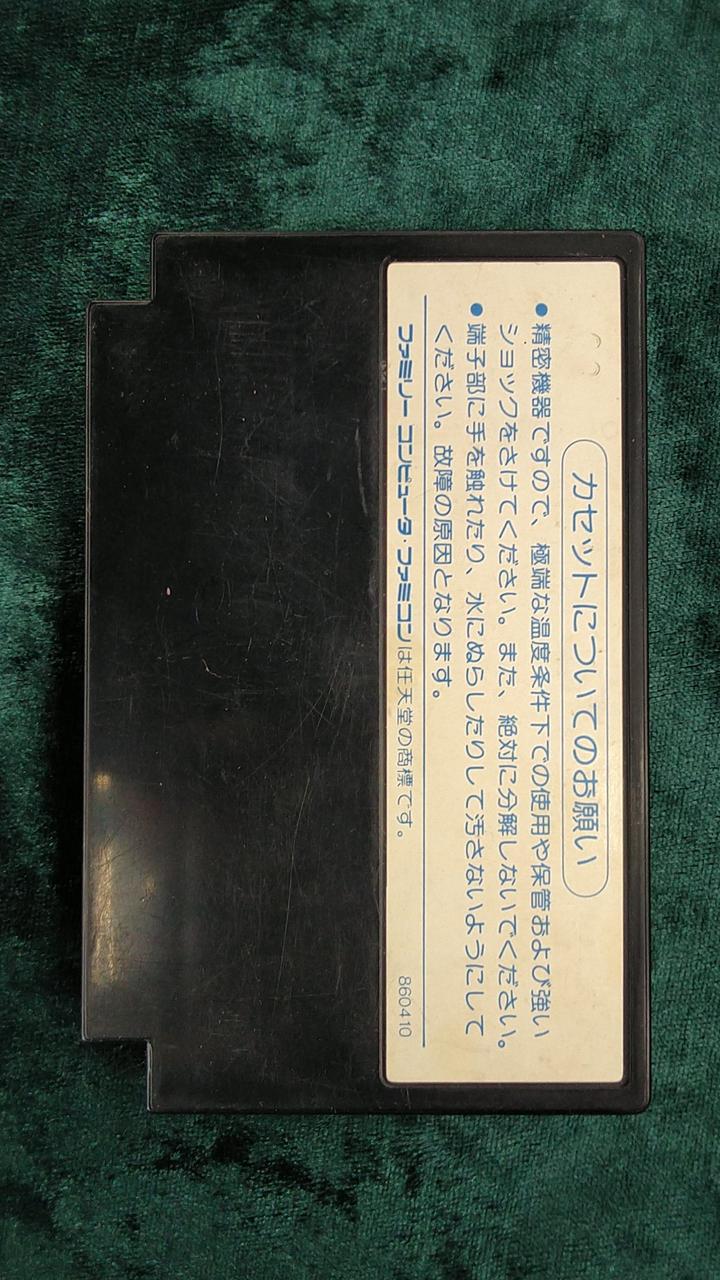 カセットについてのお願い
●精密機器ですので、極端な温度条件下での使用や保管および強い
ショックをさけてください。また、絶対に分解しないでください。
●端子部に手を触れたり、水にぬらしたりして汚さないようにして
ください。故障の原因となります。
ファミリー コンピュータ・ファミコンは任天堂の商標です。
860410